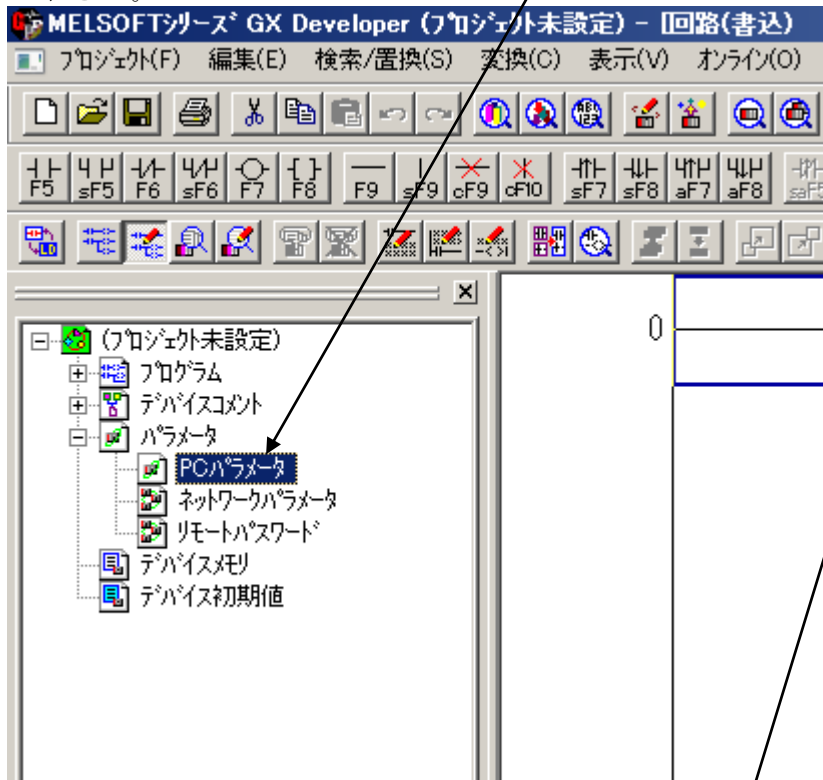 MELSOFTシリーズ GX Developer (プロジェクト未設定) - [回路(書込)
プロジェクト(F) 編集(E) 検索/置換(S) 変換(C) 表示(V) オンライン(O)
F5 sF5 F6 sF6 F7 F8 F9 sF9 cF9 cF10 sF7 sF8 aF7 aF8 saF5
(プロジェクト未設定)
0
プログラム
デバイスコメント
パラメータ
PCパラメータ
ネットワークパラメータ
リモートパスワード
デバイスメモリ
デバイス初期値